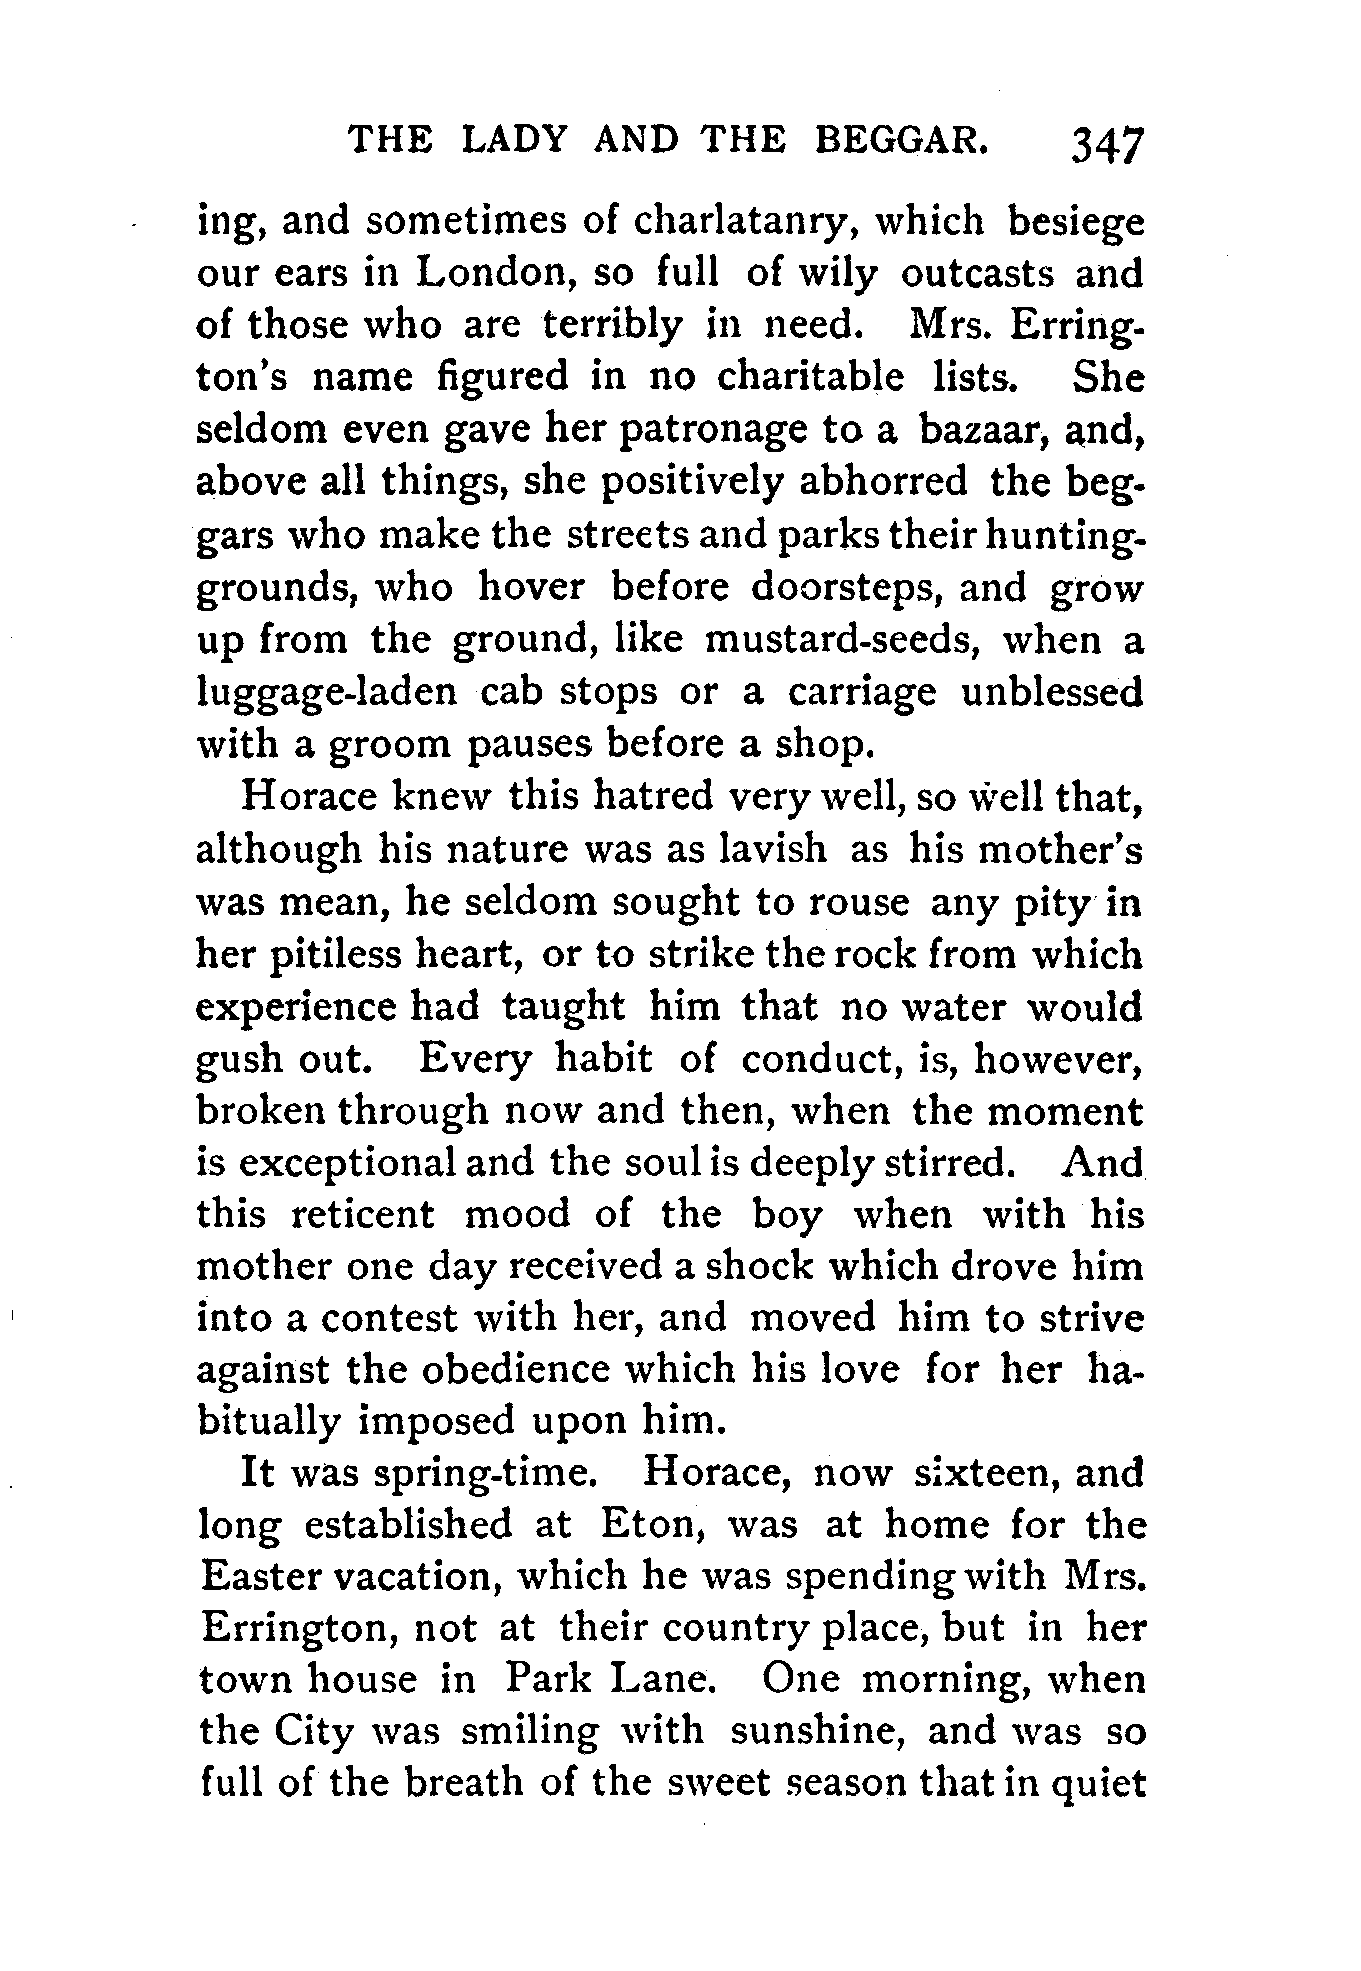 THE LADY AND THE BEGGAR. 347
ing, and sometimes of charlatanry, which besiege
our ears in London, so full of wily outcasts and
of those who are terribly in need. Mrs. Erring-
ton's name figured in no charitable lists. She
seldom even gave her patronage to a bazaar, and,
above all things, she positively abhorred the beg-
gars who make the streets and parks their hunting-
grounds, who hover before doorsteps, and grow
up from the ground, like mustard-seeds, when a
luggage-laden cab stops or a carriage unblessed
with a groom pauses before a shop.
Horace knew this hatred very well, so well that,
although his nature was as lavish as his mother's
was mean, he seldom sought to rouse any pity in
her pitiless heart, or to strike the rock from which
experience had taught him that no water would
gush out. Every habit of conduct, is, however,
broken through now and then, when the moment
is exceptional and the soul is deeply stirred. And
this reticent mood of the boy when with his
mother one day received a shock which drove him
into a contest with her, and moved him to strive
against the obedience which his love for her ha-
bitually imposed upon him.
It was spring-time. Horace, now sixteen, and
long established at Eton, was at home for the
Easter vacation, which he was spending with Mrs.
Errington, not at their country place, but in her
town house in Park Lane. One morning, when
the City was smiling with sunshine, and was so
full of the breath of the sweet season that in quiet